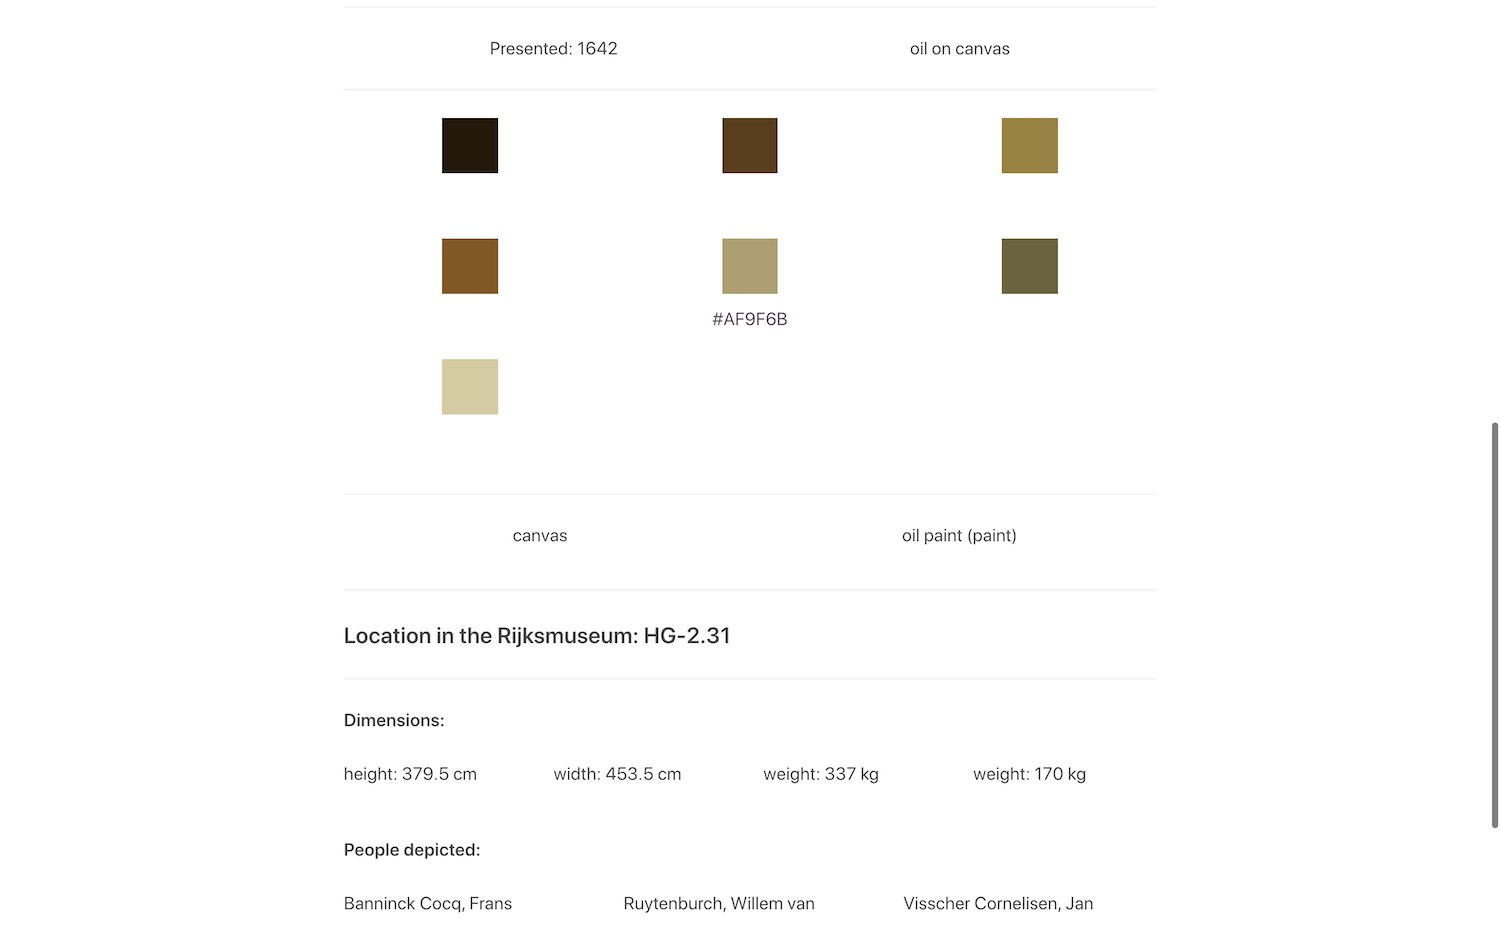 Presented: 1642 oil on canvas
#AF9F6B
canvas oil paint (paint)
Location in the Rijksmuseum: HG-2.31
Dimensions:
height: 379.5 cm width: 453.5 cm weight: 337 kg weight: 170 kg
People depicted:
Banninck Cocq, Frans Ruytenburch, Willem van Visscher Cornelisen, Jan